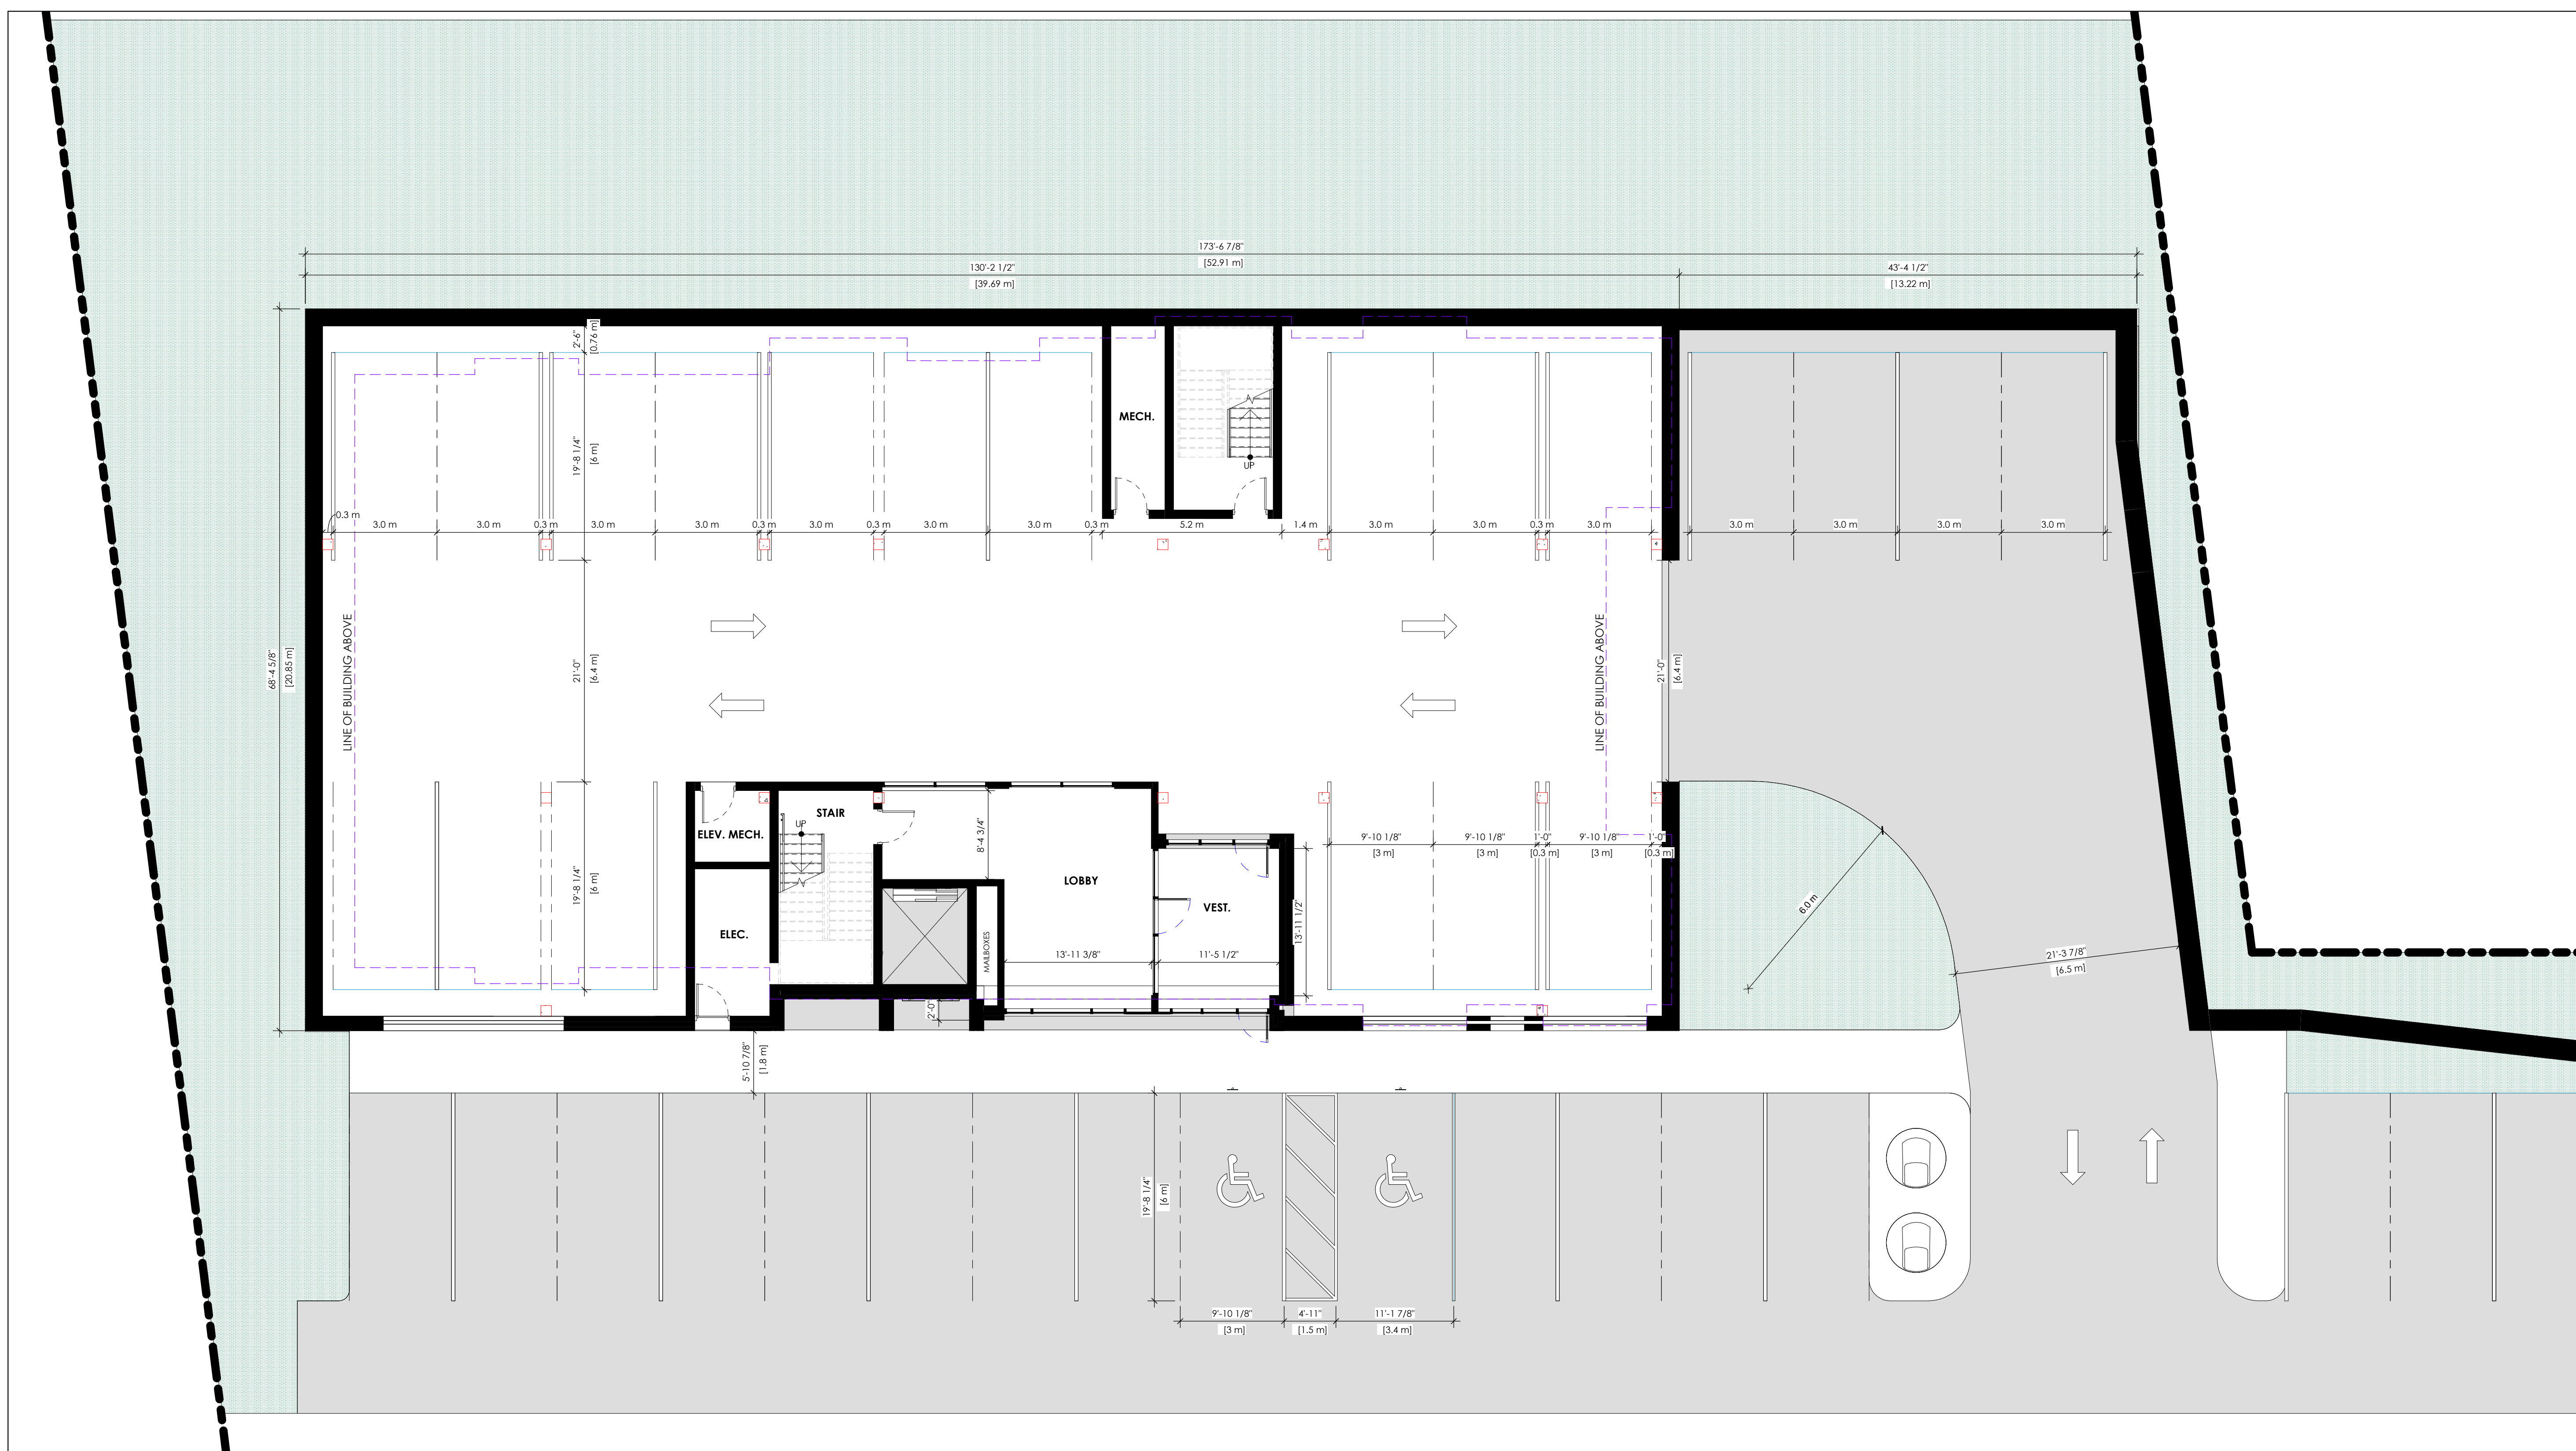 173'-6 7/8"
[52.91 m]
130'-2 1/2"
[39.69 m]
43'-4 1/2"
[13.22 m]
2'-6"
[0.76 m]
MECH.
19'-8 1/4"
[6 m]
UP
0.3 m
3.0 m
3.0 m
0.3 m
3.0 m
3.0 m
0.3 m
3.0 m
0.3 m
3.0 m
3.0 m
0.3 m
5.2 m
1.4 m
3.0 m
3.0 m
0.3 m
3.0 m
3.0 m
3.0 m
3.0 m
3.0 m
68'-4 5/8"
[20.85 m]
LINE OF BUILDING ABOVE
21'-0"
[6.4 m]
LINE OF BUILDING ABOVE
21'-0"
[6.4 m]
STAIR
UP
ELEV. MECH.
8'-4 3/4"
9'-10 1/8"
[3 m]
9'-10 1/8"
[3 m]
1'-0"
[0.3 m]
9'-10 1/8"
[3 m]
1'-0"
[0.3 m]
19'-8 1/4"
[6 m]
LOBBY
VEST.
6.0 m
ELEC.
MAILBOXES
13'-11 1/2"
13'-11 3/8"
11'-5 1/2"
21'-3 7/8"
[6.5 m]
2'-0"
5'-10 7/8"
[1.8 m]
19'-8 1/4"
[6 m]
9'-10 1/8"
[3 m]
4'-11"
[1.5 m]
11'-1 7/8"
[3.4 m]